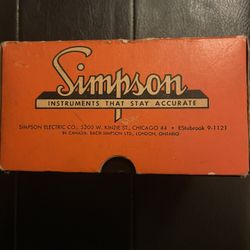 Simpson
INSTRUMENTS THAT STAY ACCURATE
SIMPSON ELECTRIC CO., 5200 W. KINZIE ST., CHICAGO 44 • EStebrook 9-1121
IN CANADA: BACH-SIMPSON LTD., LONDON, ONTARIO